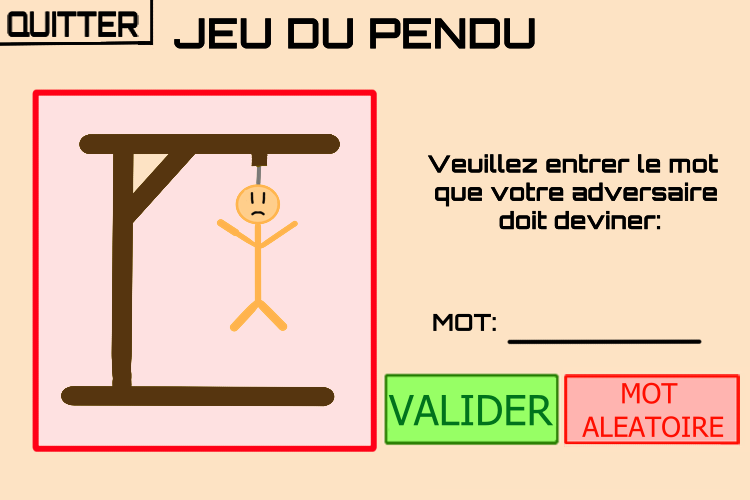 QUITTER
JEU DU PENDU
Veuillez entrer le mot
que votre adversaire
doit deviner:
MOT:
VALIDER
MOT
ALEATOIRE